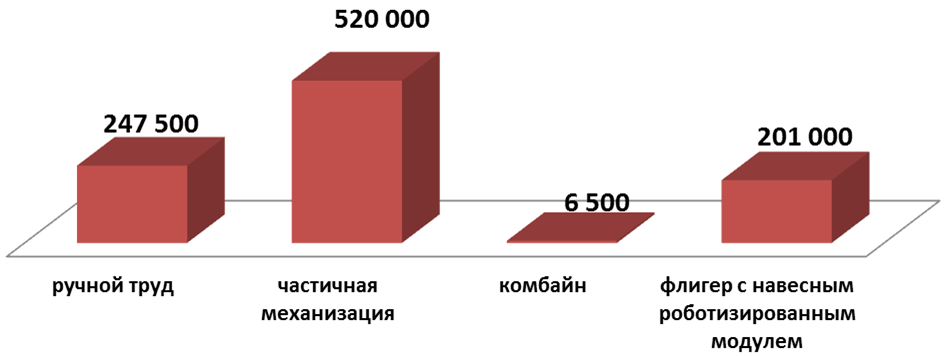 520 000
247 500
201 000
6 500
ручной труд
частичная
механизация
комбайн
флигер с навесным
роботизированным
модулем